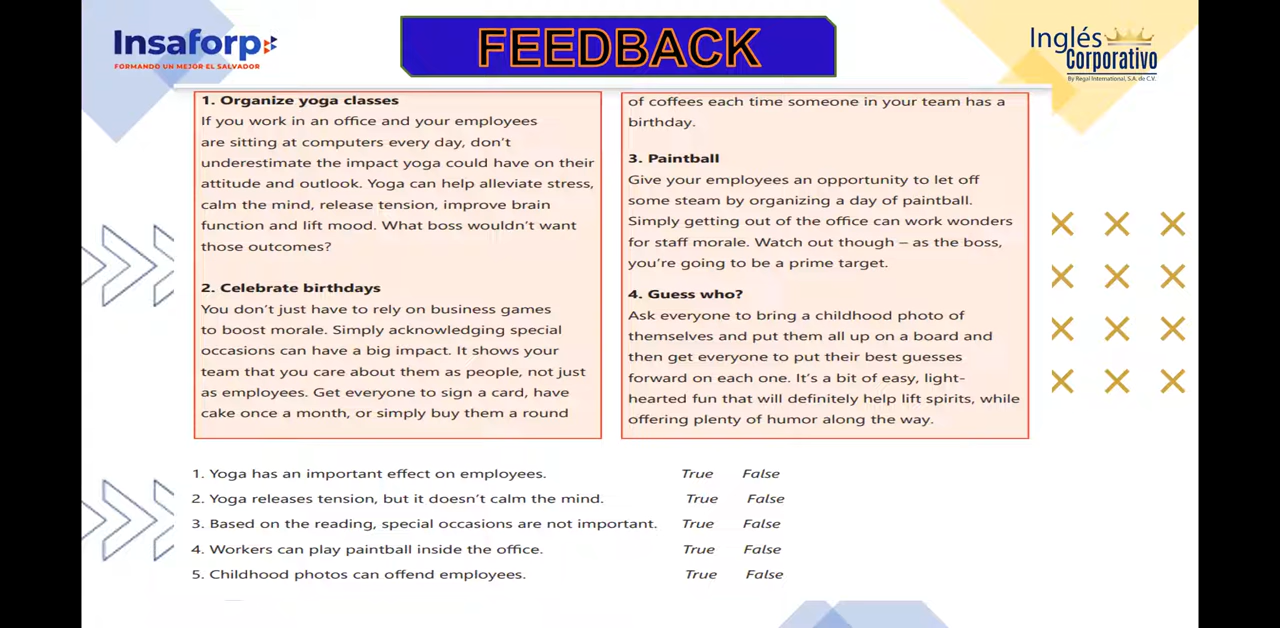 Insaforp
FORMANDO UN MEJOR EL SALVADOR
FEEDBACK
Inglés
Corporativo
By Regal International, S.A. de C.V.
1. Organize yoga classes
If you work in an office and your employees
are sitting at computers every day, don't
underestimate the impact yoga could have on their
attitude and outlook. Yoga can help alleviate stress,
calm the mind, release tension, improve brain
function and lift mood. What boss wouldn't want
those outcomes?
2. Celebrate birthdays
You don't just have to rely on business games
to boost morale. Simply acknowledging special
occasions can have a big impact. It shows your
team that you care about them as people, not just
as employees. Get everyone to sign a card, have
cake once a month, or simply buy them a round
of coffees each time someone in your team has a
birthday.
3. Paintball
Give your employees an opportunity to let off
some steam by organizing a day of paintball.
Simply getting out of the office can work wonders
for staff morale. Watch out though – as the boss,
you're going to be a prime target.
4. Guess who?
Ask everyone to bring a childhood photo of
themselves and put them all up on a board and
then get everyone to put their best guesses
forward on each one. It's a bit of easy, light-
hearted fun that will definitely help lift spirits, while
offering plenty of humor along the way.
1. Yoga has an important effect on employees. True False
2. Yoga releases tension, but it doesn't calm the mind. True False
3. Based on the reading, special occasions are not important. True False
4. Workers can play paintball inside the office. True False
5. Childhood photos can offend employees. True False